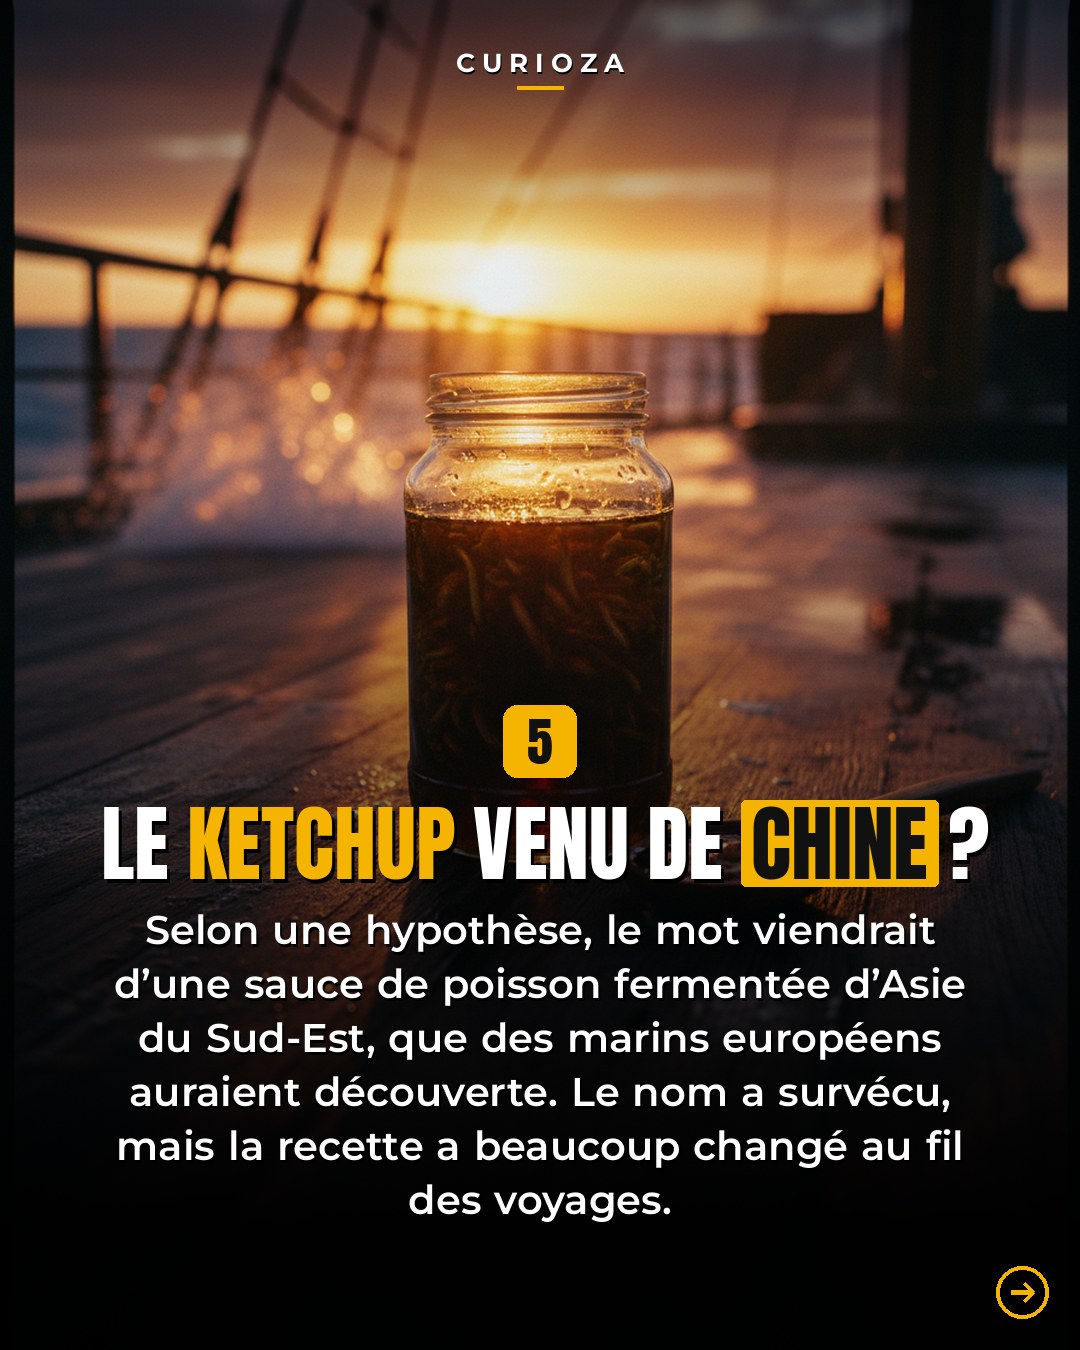 CURIOZA
5
LE KETCHUP VENU DE CHINE ?
Selon une hypothèse, le mot viendrait
d’une sauce de poisson fermentée d’Asie
du Sud-Est, que des marins européens
auraient découverte. Le nom a survécu,
mais la recette a beaucoup changé au fil
des voyages.